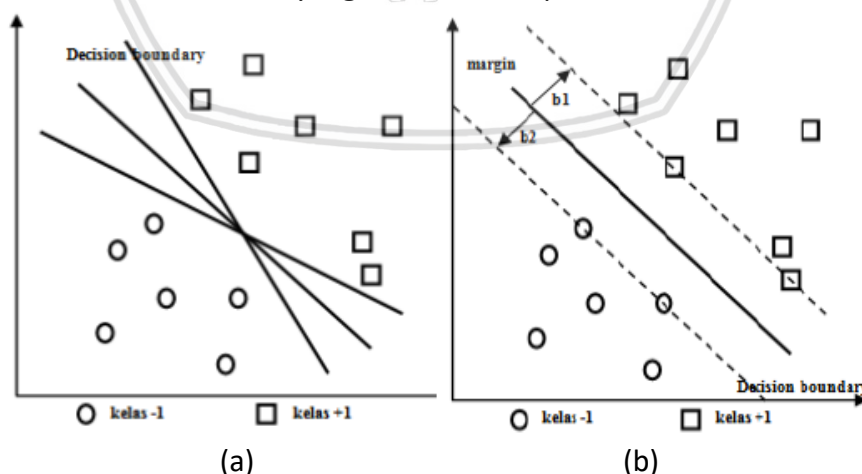 Decision boundary
kelas -1
kelas +1
(a)
margin
b1
b2
Decision boundary
kelas -1
kelas +1
(b)